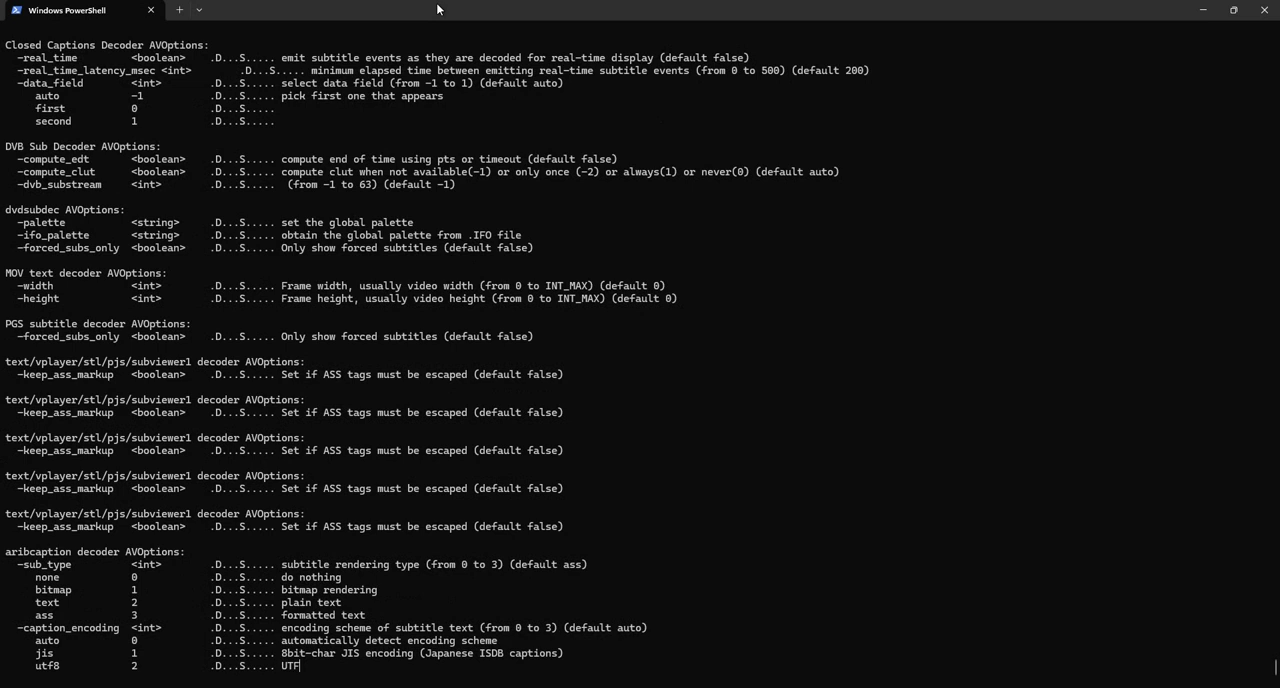 Windows PowerShell
Closed Captions Decoder AVOptions:
  -real_time         <boolean>    .D...S..... emit subtitle events as they are decoded for real-time display (default false)
  -real_time_latency_msec <int>        .D...S..... minimum elapsed time between emitting real-time subtitle events (from 0 to 500) (default 200)
  -data_field        <int>        .D...S..... select data field (from -1 to 1) (default auto)
     auto            -1           .D...S..... pick first one that appears
     first           0            .D...S.....
     second          1            .D...S.....
DVB Sub Decoder AVOptions:
  -compute_edt       <boolean>    .D...S..... compute end of time using pts or timeout (default false)
  -compute_clut      <boolean>    .D...S..... compute clut when not available(-1) or only once (-2) or always(1) or never(0) (default auto)
  -dvb_substream     <int>        .D...S.....  (from -1 to 63) (default -1)
dvdsubdec AVOptions:
  -palette           <string>     .D...S..... set the global palette
  -ifo_palette       <string>     .D...S..... obtain the global palette from .IFO file
  -forced_subs_only  <boolean>    .D...S..... Only show forced subtitles (default false)
MOV text decoder AVOptions:
  -width             <int>        .D...S..... Frame width, usually video width (from 0 to INT_MAX) (default 0)
  -height            <int>        .D...S..... Frame height, usually video height (from 0 to INT_MAX) (default 0)
PGS subtitle decoder AVOptions:
  -forced_subs_only  <boolean>    .D...S..... Only show forced subtitles (default false)
text/vplayer/stl/pjs/subviewer1 decoder AVOptions:
  -keep_ass_markup   <boolean>    .D...S..... Set if ASS tags must be escaped (default false)
text/vplayer/stl/pjs/subviewer1 decoder AVOptions:
  -keep_ass_markup   <boolean>    .D...S..... Set if ASS tags must be escaped (default false)
text/vplayer/stl/pjs/subviewer1 decoder AVOptions:
  -keep_ass_markup   <boolean>    .D...S..... Set if ASS tags must be escaped (default false)
text/vplayer/stl/pjs/subviewer1 decoder AVOptions:
  -keep_ass_markup   <boolean>    .D...S..... Set if ASS tags must be escaped (default false)
text/vplayer/stl/pjs/subviewer1 decoder AVOptions:
  -keep_ass_markup   <boolean>    .D...S..... Set if ASS tags must be escaped (default false)
aribcaption decoder AVOptions:
  -sub_type          <int>        .D...S..... subtitle rendering type (from 0 to 3) (default ass)
     none            0            .D...S..... do nothing
     bitmap          1            .D...S..... bitmap rendering
     text            2            .D...S..... plain text
     ass             3            .D...S..... formatted text
  -caption_encoding  <int>        .D...S..... encoding scheme of subtitle text (from 0 to 3) (default auto)
     auto            0            .D...S..... automatically detect encoding scheme
     jis             1            .D...S..... 8bit-char JIS encoding (Japanese ISDB captions)
     utf8            2            .D...S..... UTF